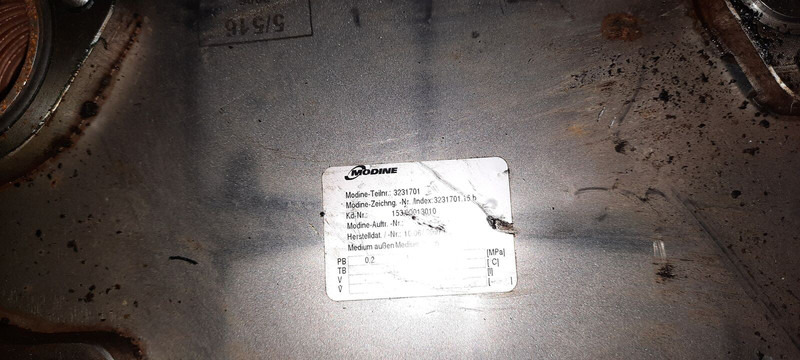 5/516
MODINE
Modine-Teilnr.: 3231701
Modine-Zeichng. -Nr. /Index:3231701.15.b
Kd-Nr.:
Modine-Auftr. -Nr.:
Herstelldat. / -Nr.:
Medium außen Medium
PB 0.2 [MPa]
TB [ C]
V [l]
V̇